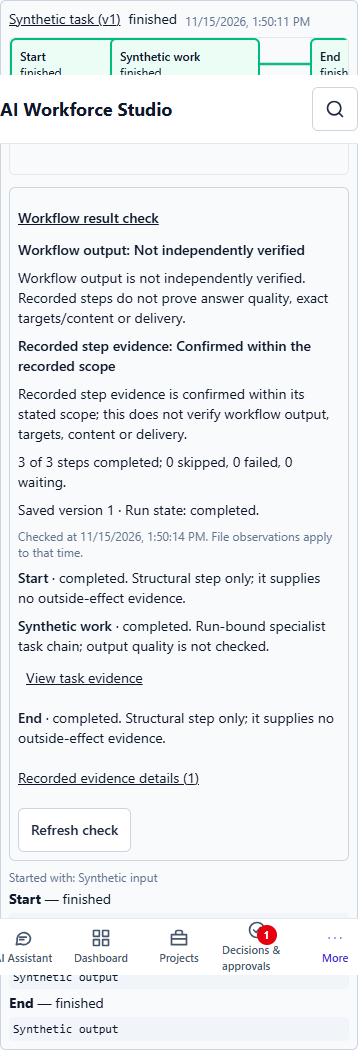 Synthetic task (v1) finished 11/15/2026, 1:50:11 PM
Start Synthetic work End
finished finished finish
AI Workforce Studio
Workflow result check
Workflow output: Not independently verified
Workflow output is not independently verified.
Recorded steps do not prove answer quality, exact
targets/content or delivery.
Recorded step evidence: Confirmed within the
recorded scope
Recorded step evidence is confirmed within its
stated scope; this does not verify workflow output,
targets, content or delivery.
3 of 3 steps completed; 0 skipped, 0 failed, 0
waiting.
Saved version 1 · Run state: completed.
Checked at 11/15/2026, 1:50:14 PM. File observations apply
to that time.
Start · completed. Structural step only; it supplies
no outside-effect evidence.
Synthetic work · completed. Run-bound specialist
task chain; output quality is not checked.
View task evidence
End · completed. Structural step only; it supplies no
outside-effect evidence.
Recorded evidence details (1)
Refresh check
Started with: Synthetic input
Start — finished
1
AI Assistant Dashboard Projects Decisions & More
approvals
Synthetic output
End — finished
Synthetic output